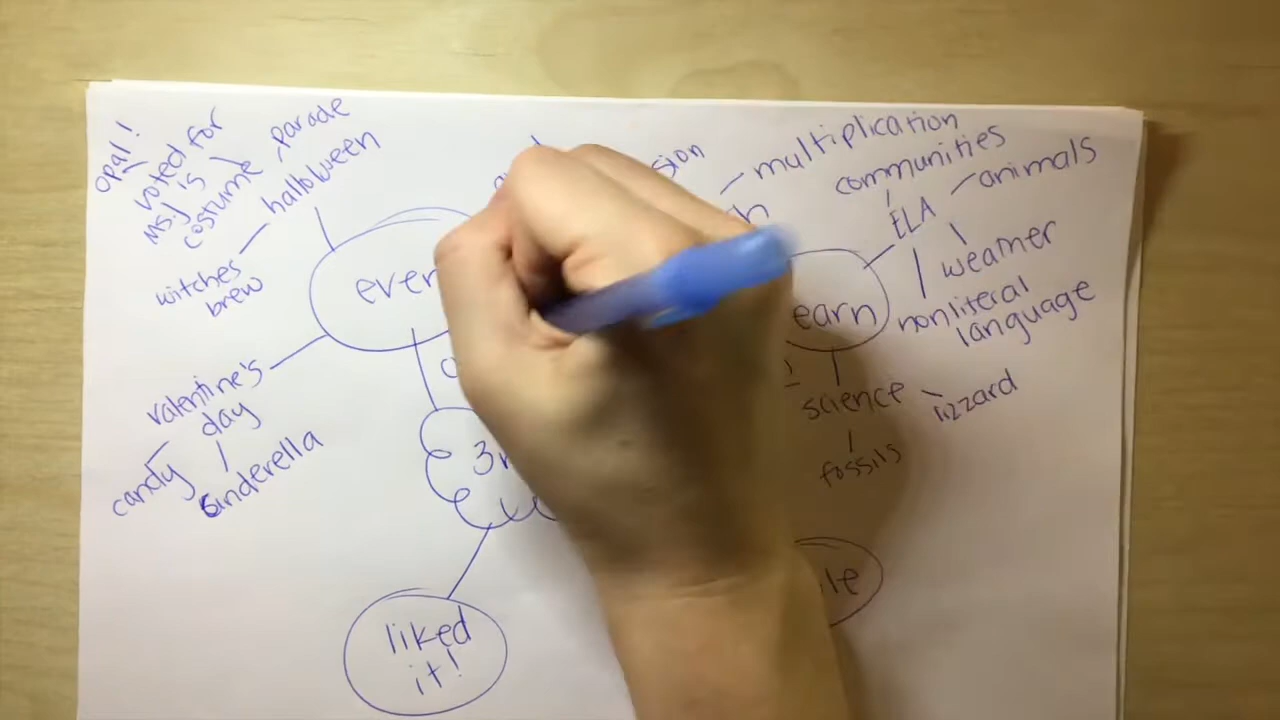 opal!
voted for
ms. j is
costume
parade
halloween
witches
brew
valentine's
day
candy
cinderella
liked
it!
multiplication
communities
ELA
animals
weather
nonliteral
language
science
lizzard
fossils